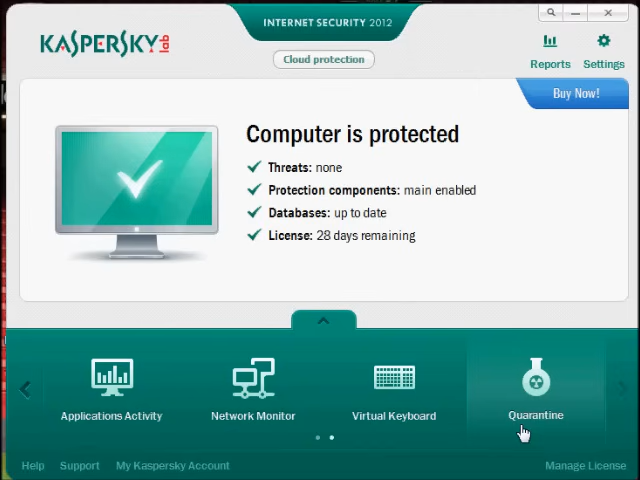 INTERNET SECURITY 2012
KASPERSKY lab
Cloud protection
Reports
Settings
Buy Now!
Computer is protected
Threats: none
Protection components: main enabled
Databases: up to date
License: 28 days remaining
Applications Activity
Network Monitor
Virtual Keyboard
Quarantine
Help
Support
My Kaspersky Account
Manage License